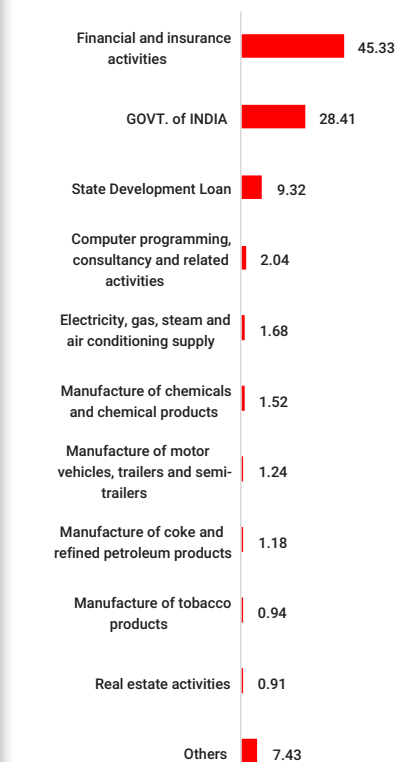 Financial and insurance
activities
45.33
GOVT. of INDIA
28.41
State Development Loan
9.32
Computer programming,
consultancy and related
activities
2.04
Electricity, gas, steam and
air conditioning supply
1.68
Manufacture of chemicals
and chemical products
1.52
Manufacture of motor
vehicles, trailers and semi-
trailers
1.24
Manufacture of coke and
refined petroleum products
1.18
Manufacture of tobacco
products
0.94
Real estate activities
0.91
Others
7.43